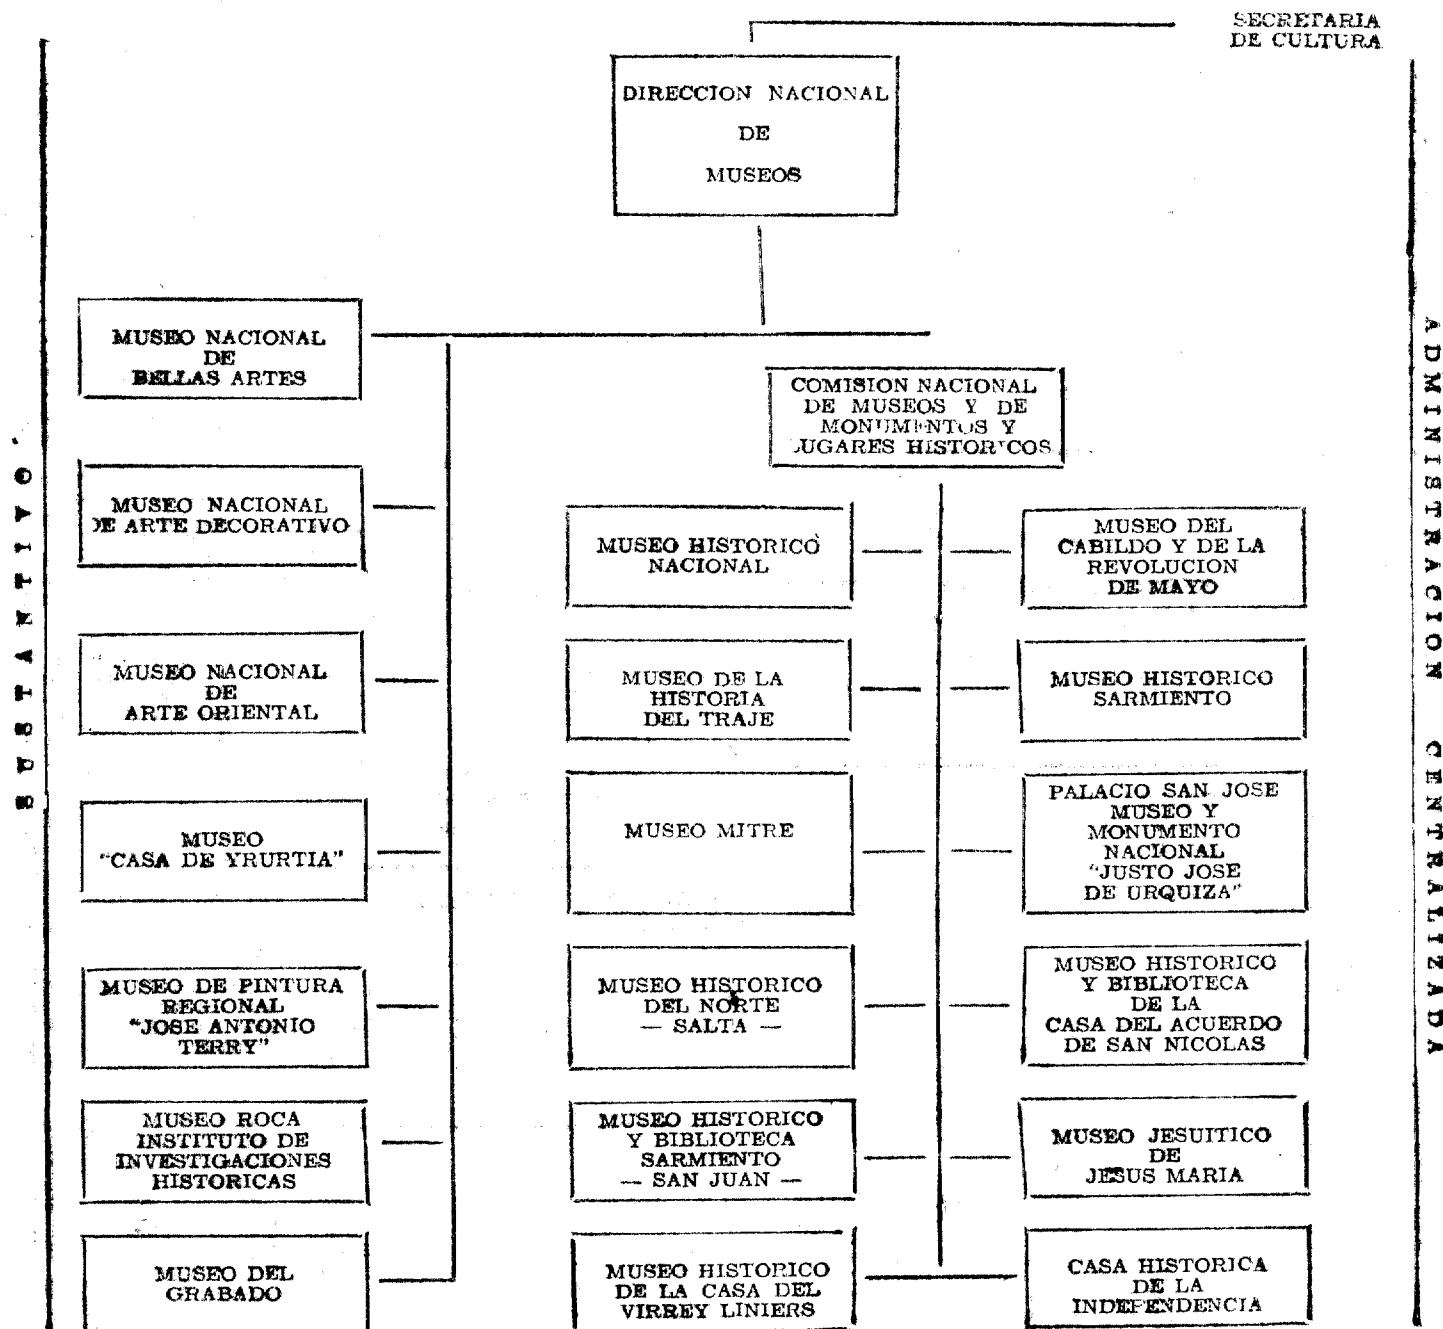 SECRETARIA
DE CULTURA
DIRECCION NACIONAL
DE
MUSEOS
MUSEO NACIONAL
DE
BELLAS ARTES
COMISION NACIONAL
DE MUSEOS Y DE
MONUMENTOS Y
LUGARES HISTORICOS
MUSEO NACIONAL
DE ARTE DECORATIVO
MUSEO NACIONAL
DE
ARTE ORIENTAL
MUSEO
"CASA DE YRURTIA"
MUSEO DE PINTURA
REGIONAL
"JOSE ANTONIO
TERRY"
MUSEO ROCA
INSTITUTO DE
INVESTIGACIONES
HISTORICAS
MUSEO DEL
GRABADO
MUSEO HISTORICO
NACIONAL
MUSEO DE LA
HISTORIA
DEL TRAJE
MUSEO MITRE
MUSEO HISTORICO
DEL NORTE
— SALTA —
MUSEO HISTORICO
Y BIBLIOTECA
SARMIENTO
— SAN JUAN —
MUSEO HISTORICO
DE LA CASA DEL
VIRREY LINIERS
MUSEO DEL
CABILDO Y DE LA
REVOLUCION
DE MAYO
MUSEO HISTORICO
SARMIENTO
PALACIO SAN JOSE
MUSEO Y
MONUMENTO
NACIONAL
"JUSTO JOSE
DE URQUIZA"
MUSEO HISTORICO
Y BIBLIOTECA
DE LA
CASA DEL ACUERDO
DE SAN NICOLAS
MUSEO JESUITICO
DE
JESUS MARIA
CASA HISTORICA
DE LA
INDEPENDENCIA
SUSTANTIVO
ADMINISTRACION CENTRALIZADA